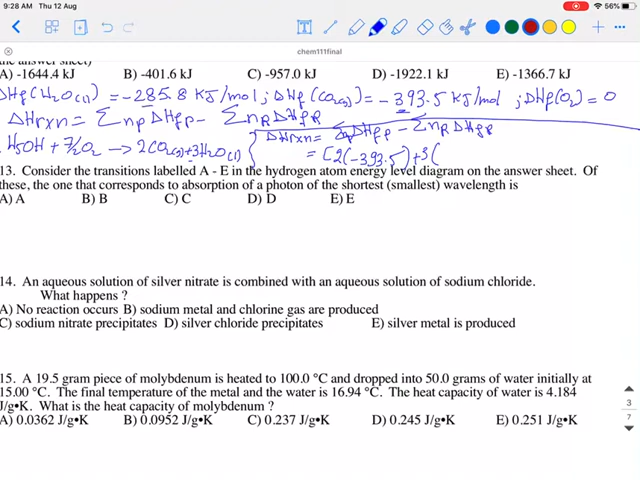 9:28 AM Thu 12 Aug 56%
chem111final
the answer sheet)
A) -1644.4 kJ B) -401.6 kJ C) -957.0 kJ D) -1922.1 kJ E) -1366.7 kJ
ΔHf(H2O(l)) = -285.8 KJ/mol; ΔHf(CO2(g)) = -393.5 KJ/mol; ΔHf(O2) = 0
ΔHrxn = ΣnpΔHfp - ΣnRΔHfR
H5OH + 7/2O2 → 2CO2(g) + 3H2O(l) { ΔHrxn = ΣnpΔHfp - ΣnRΔHfR
= [2(-393.5) + 3(
13. Consider the transitions labelled A - E in the hydrogen atom energy level diagram on the answer sheet. Of
these, the one that corresponds to absorption of a photon of the shortest (smallest) wavelength is
A) A B) B C) C D) D E) E
14. An aqueous solution of silver nitrate is combined with an aqueous solution of sodium chloride.
What happens ?
A) No reaction occurs B) sodium metal and chlorine gas are produced
C) sodium nitrate precipitates D) silver chloride precipitates E) silver metal is produced
15. A 19.5 gram piece of molybdenum is heated to 100.0 °C and dropped into 50.0 grams of water initially at
15.00 °C. The final temperature of the metal and the water is 16.94 °C. The heat capacity of water is 4.184
J/g•K. What is the heat capacity of molybdenum ?
A) 0.0362 J/g•K B) 0.0952 J/g•K C) 0.237 J/g•K D) 0.245 J/g•K E) 0.251 J/g•K
3
7